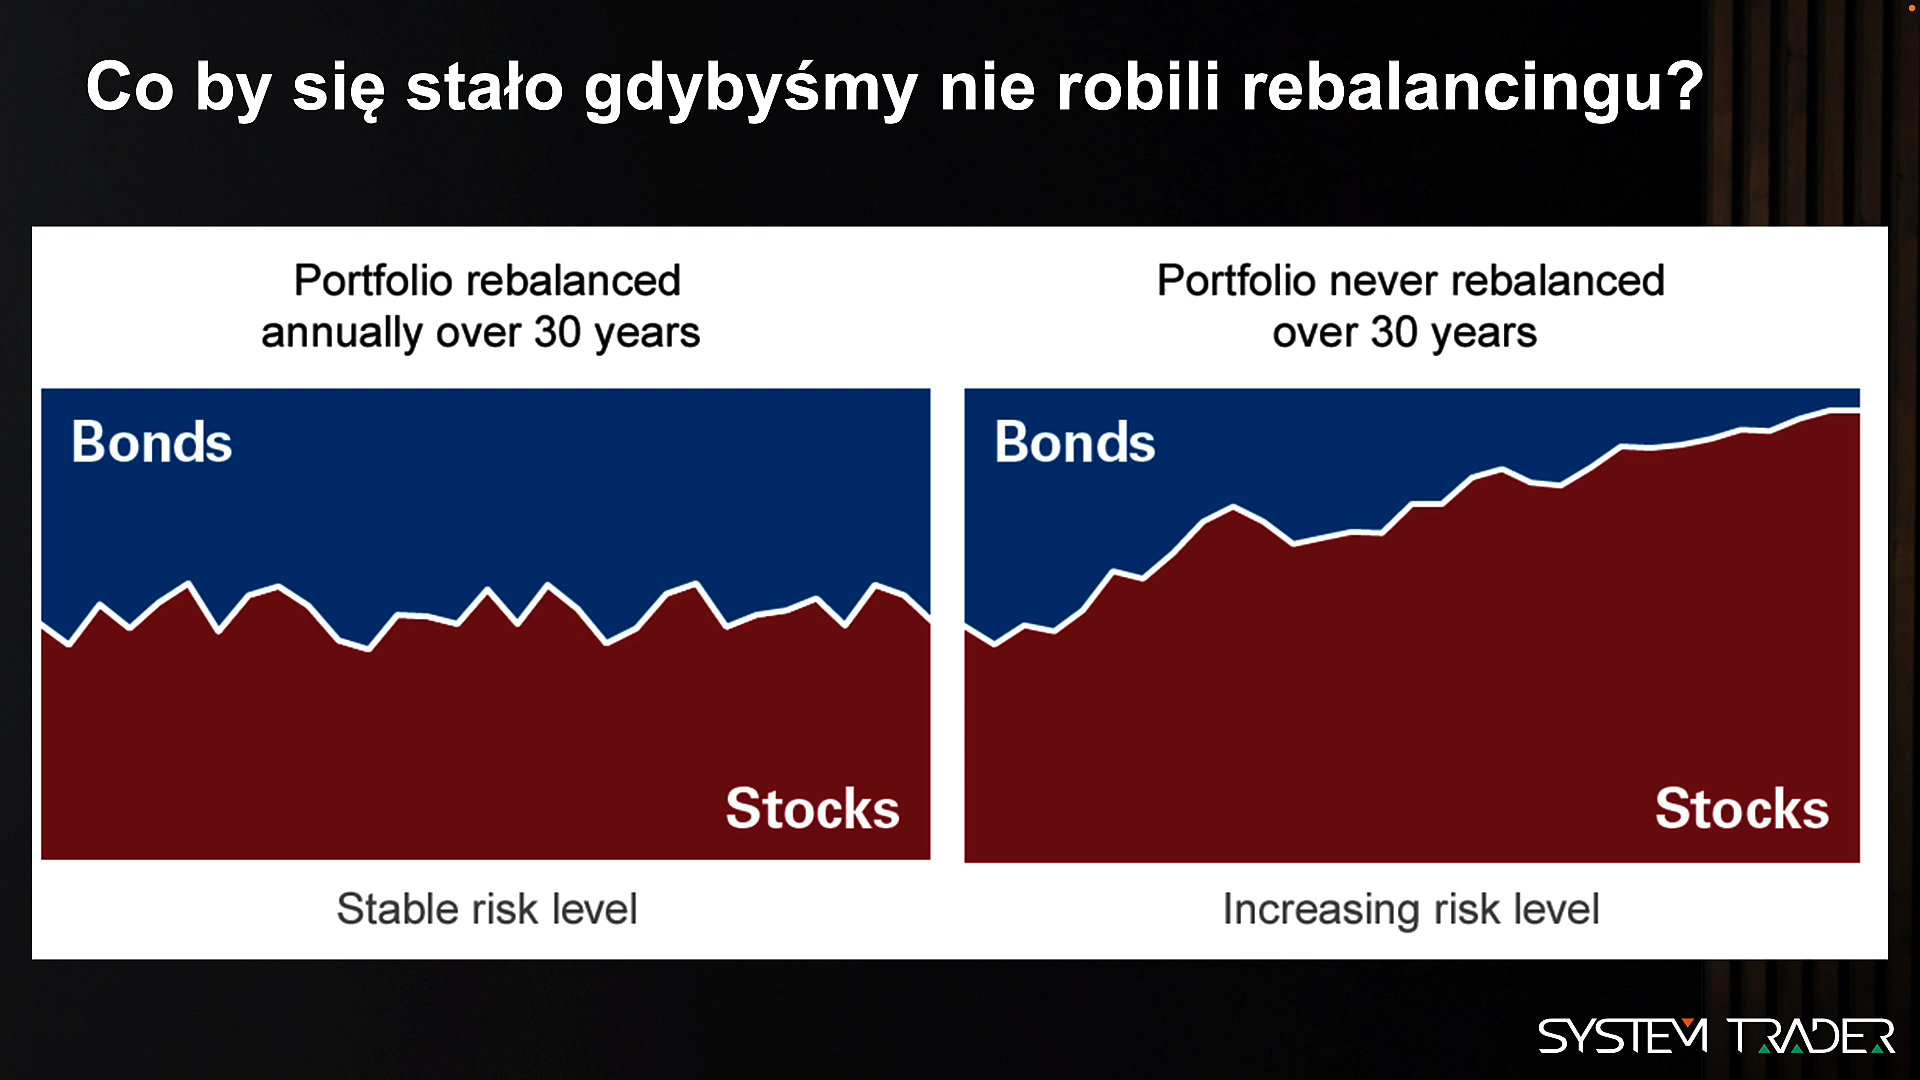 Co by się stało gdybyśmy nie robili rebalancingu?
Portfolio rebalanced
annually over 30 years
Bonds
Stocks
Stable risk level
Portfolio never rebalanced
over 30 years
Bonds
Stocks
Increasing risk level
SYSTEM TRADER